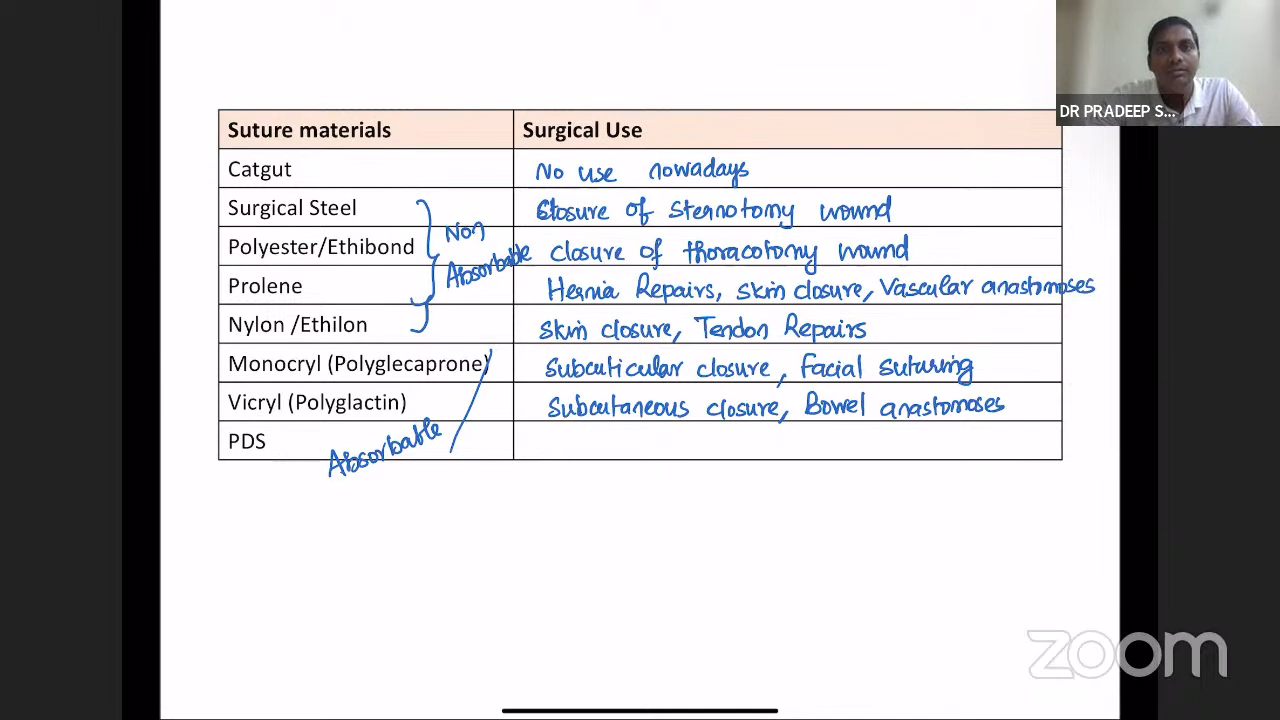 DR PRADEEP S...
Suture materials Surgical Use
Catgut No use nowadays
Surgical Steel Closure of Sternotomy wound
Non
Polyester/Ethibond closure of thoracotomy wound
Absorbable
Prolene Hernia Repairs, Skin closure, Vascular anastmoses
Nylon /Ethilon Skin closure, Tendon Repairs
Monocryl (Polyglecaprone) Subcuticular closure, Facial suturing
Vicryl (Polyglactin) Subcutaneous closure, Bowel anastomoses
PDS
Absorbable
zoom